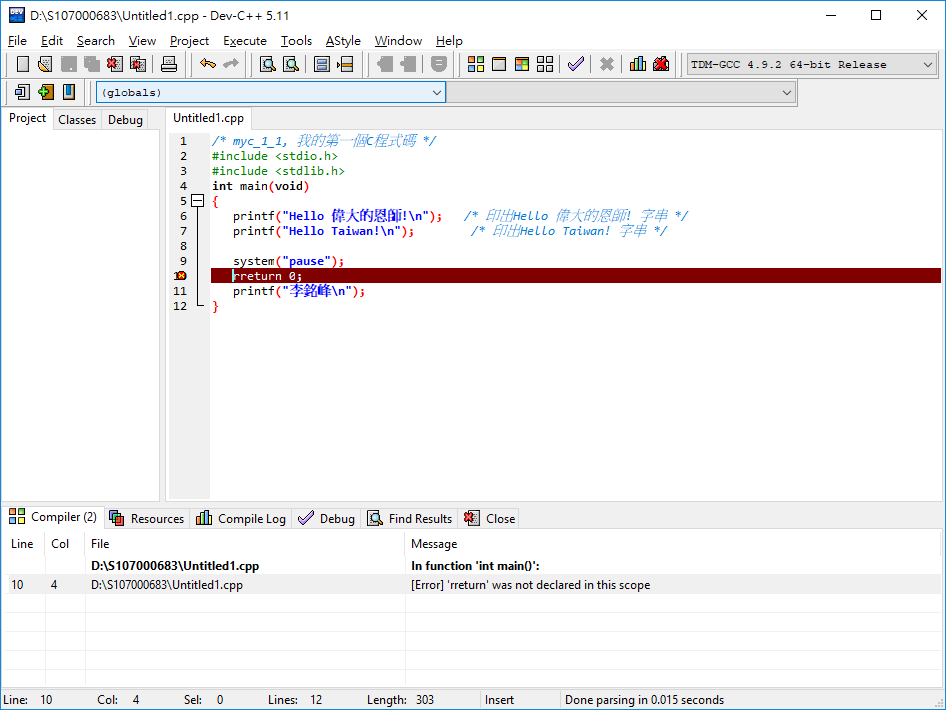 D:\S107000683\Untitled1.cpp - Dev-C++ 5.11
File Edit Search View Project Execute Tools AStyle Window Help
TDM-GCC 4.9.2 64-bit Release
(globals)
Project Classes Debug
Untitled1.cpp
1 /* myc_1_1, 我的第一個C程式碼 */
2 #include <stdio.h>
3 #include <stdlib.h>
4 int main(void)
5 {
6 printf("Hello 偉大的恩師!\n"); /* 印出Hello 偉大的恩師! 字串 */
7 printf("Hello Taiwan!\n"); /* 印出Hello Taiwan! 字串 */
8
9 system("pause");
10 rreturn 0;
11 printf("李銘峰\n");
12 }
Compiler (2) Resources Compile Log Debug Find Results Close
Line Col File Message
D:\S107000683\Untitled1.cpp In function 'int main()':
10 4 D:\S107000683\Untitled1.cpp [Error] 'rreturn' was not declared in this scope
Line: 10 Col: 4 Sel: 0 Lines: 12 Length: 303 Insert Done parsing in 0.015 seconds